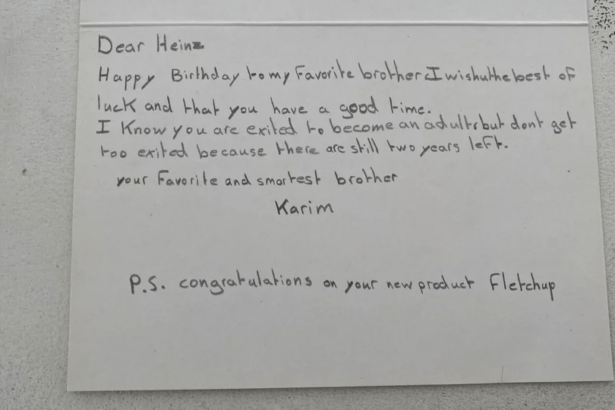 Dear Heinz
Happy Birthday to my Favorite brother I wish u the best of
luck and that you have a good time.
I Know you are exited to become an adults but dont get
too exited because there are still two years left.
your Favorite and smartest brother
Karim
P.S. congratulations on your new product Fletchup